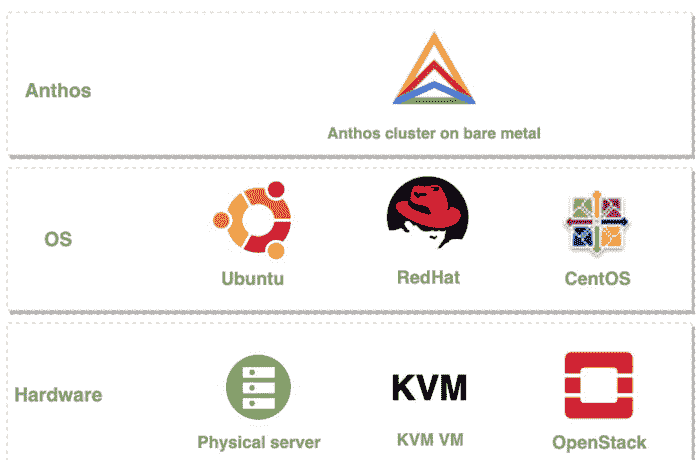 Anthos
Anthos cluster on bare metal
OS
Ubuntu
RedHat
CentOS
Hardware
Physical server
KVM
KVM VM
OpenStack